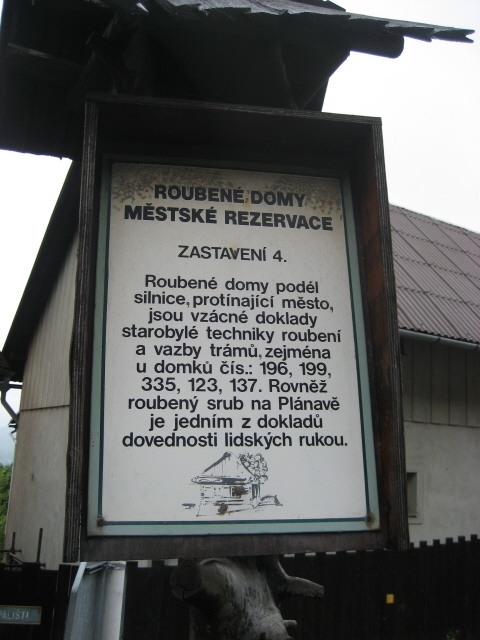 ROUBENÉ DOMY
MĚSTSKÉ REZERVACE
ZASTAVENÍ 4.
Roubené domy podél
silnice, protínající město,
jsou vzácné doklady
starobylé techniky roubení
a vazby trámů, zejména
u domků čís.: 196, 199,
335, 123, 137. Rovněž
roubený srub na Plánavě
je jedním z dokladů
dovednosti lidských rukou.